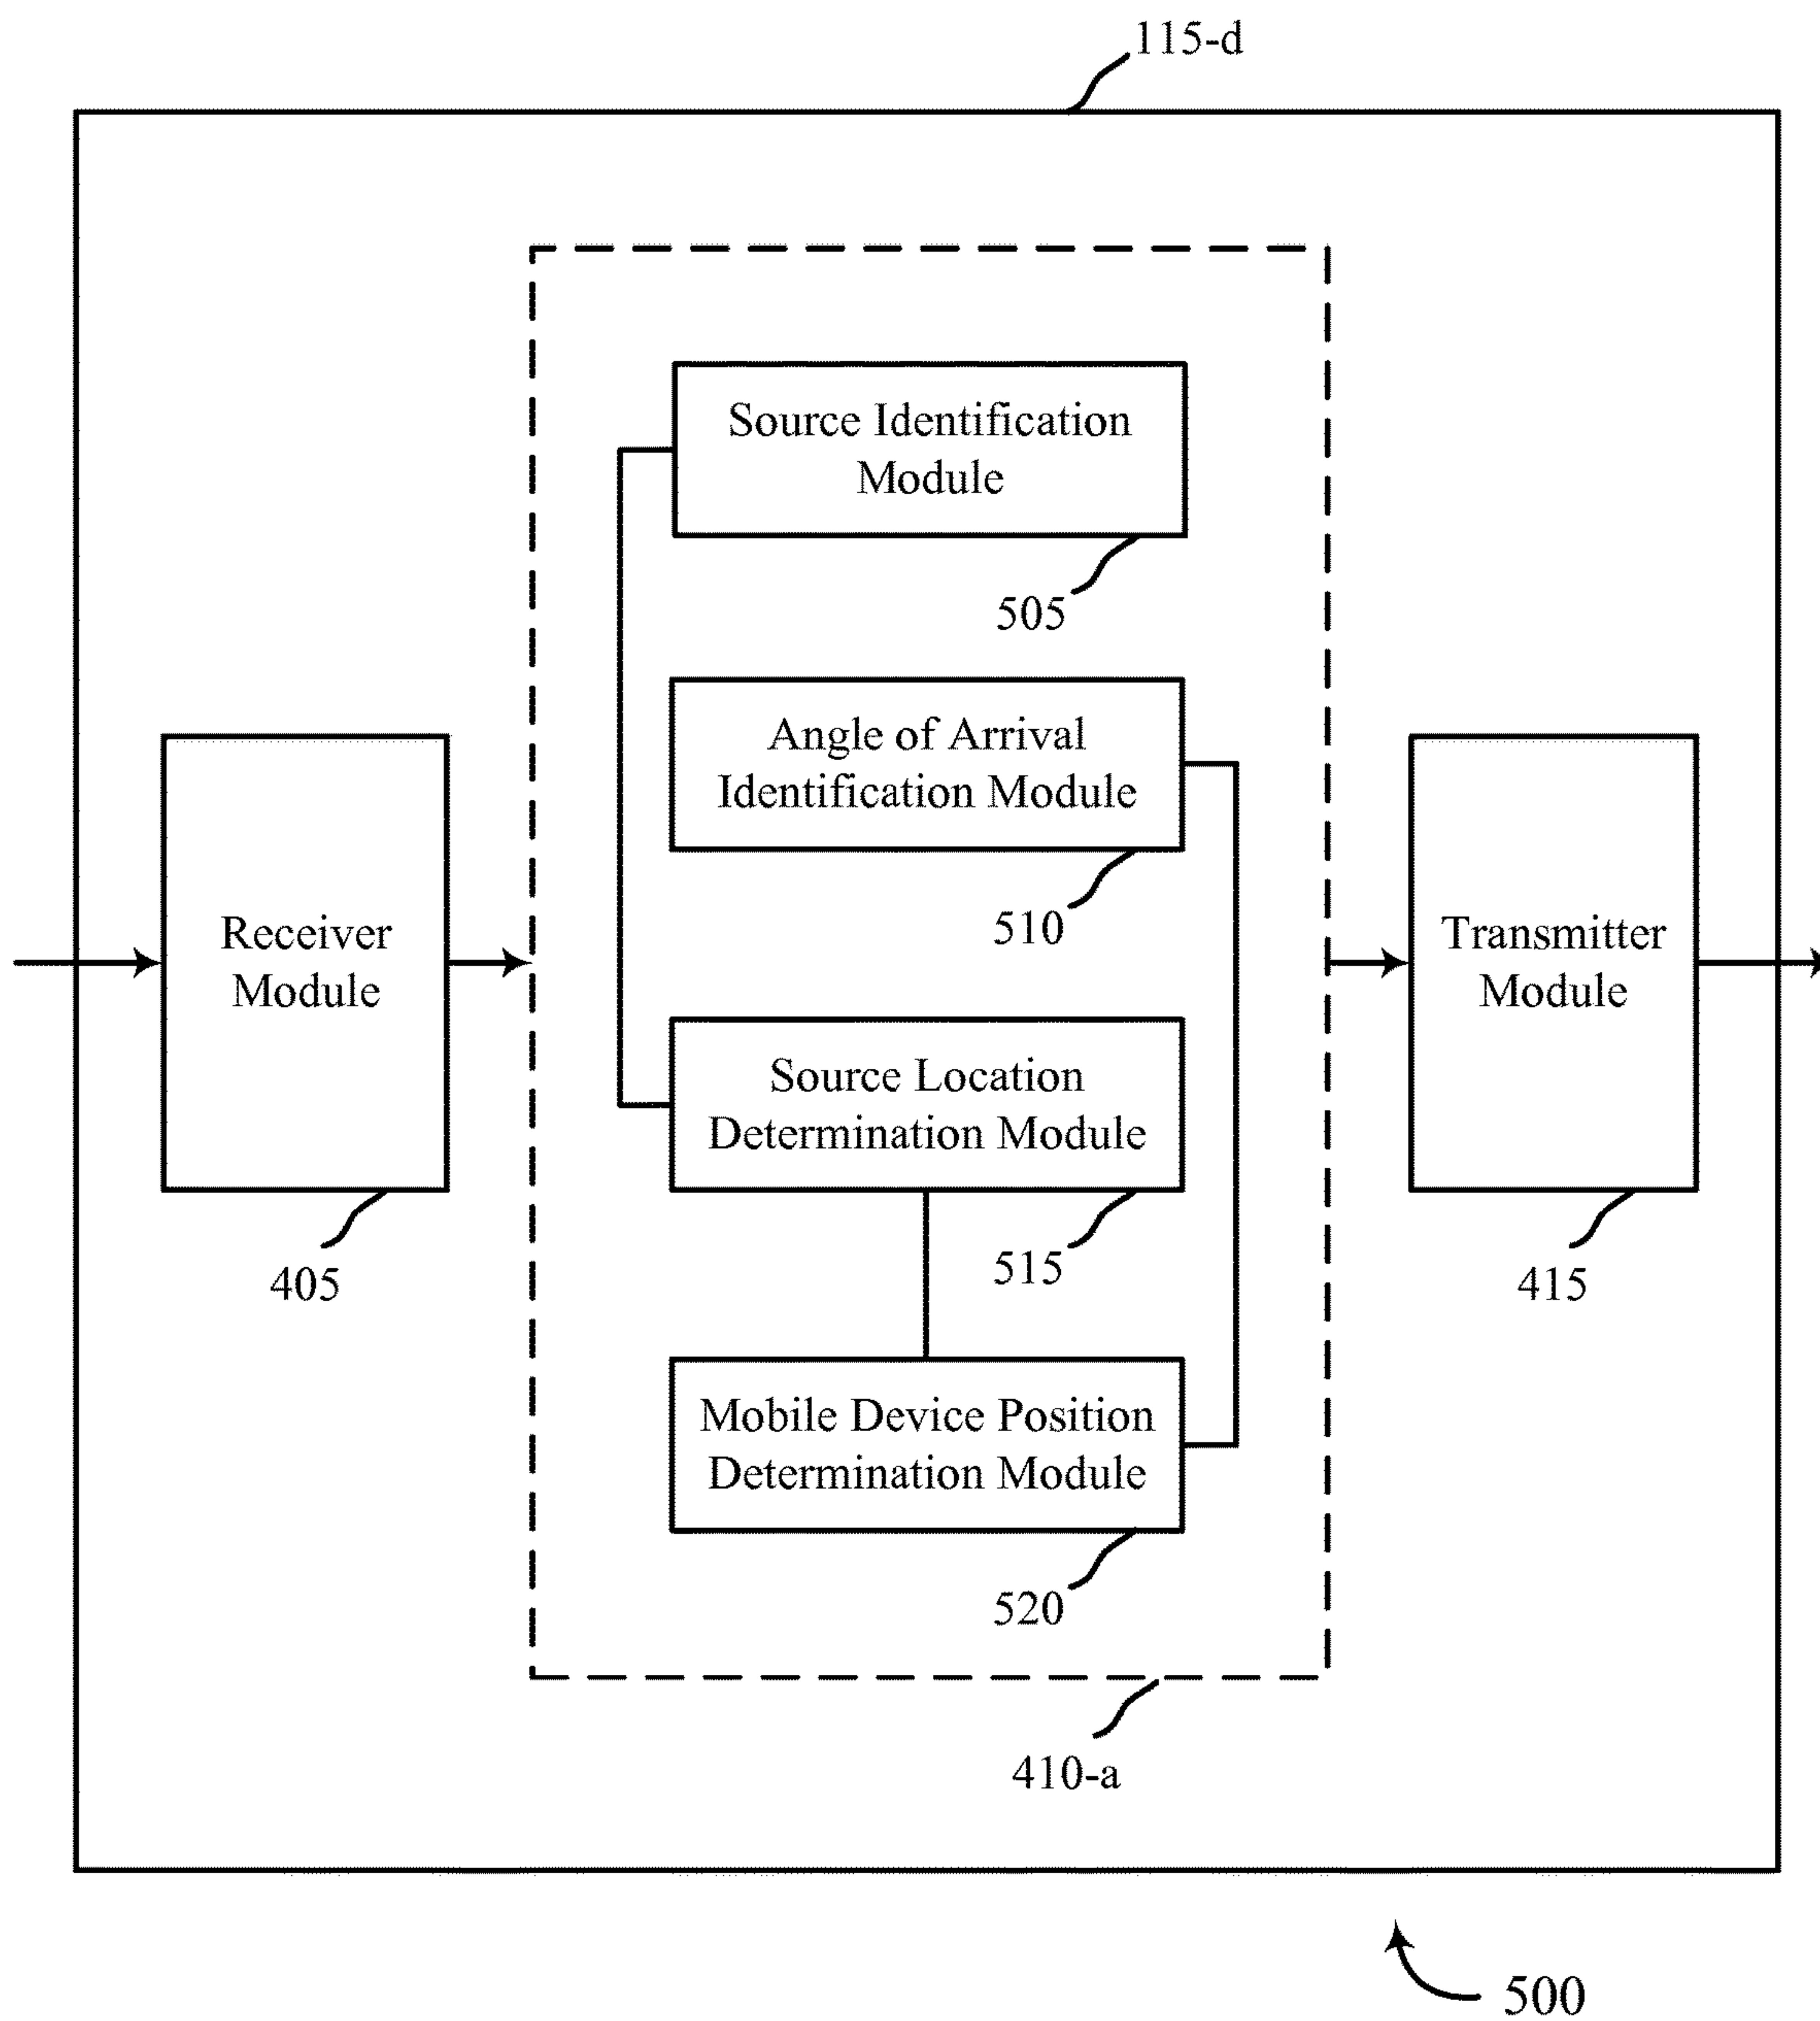 115-d
Source Identification
Module
505
Angle of Arrival
Identification Module
510
Receiver
Module
405
Source Location
Determination Module
515
Mobile Device Position
Determination Module
520
410-a
Transmitter
Module
415
500